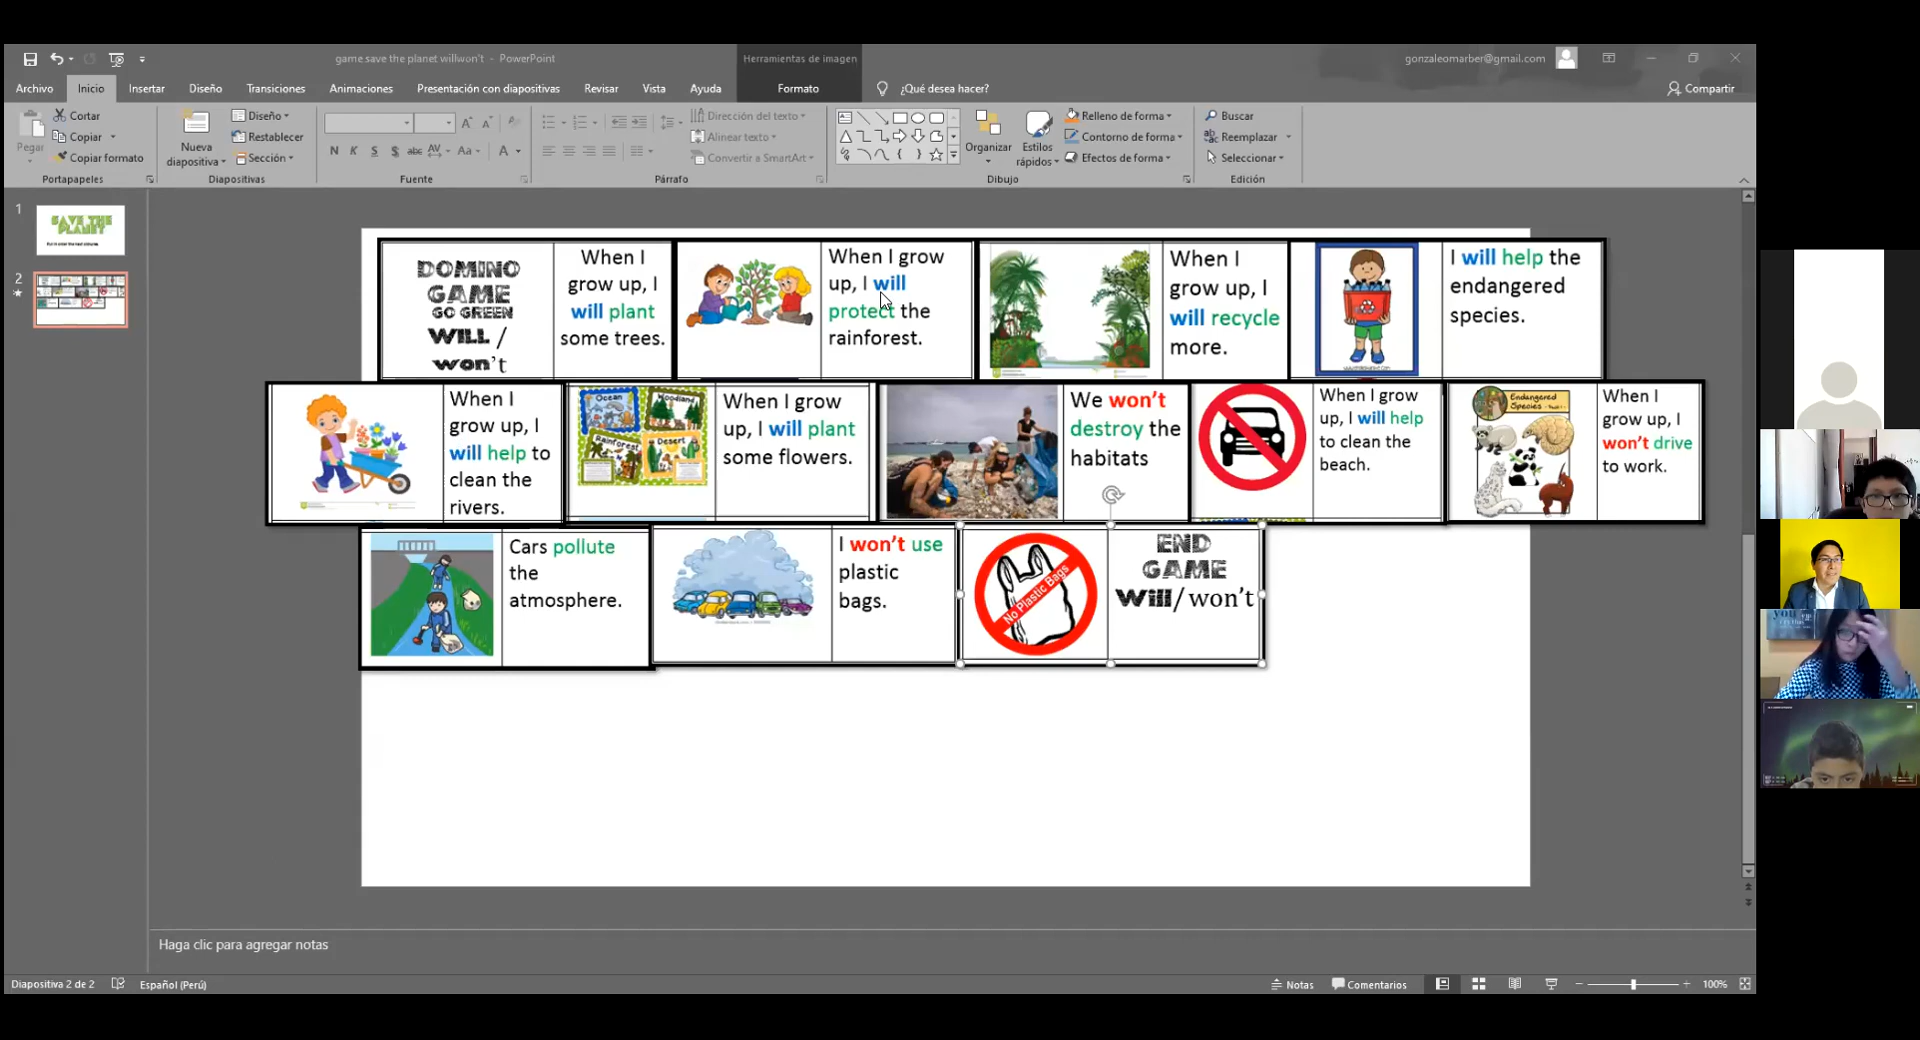 game save the planet willwon't - PowerPoint
Herramientas de imagen
gonzaleomarber@gmail.com
Archivo
Inicio
Insertar
Diseño
Transiciones
Animaciones
Presentación con diapositivas
Revisar
Vista
Ayuda
Formato
¿Qué desea hacer?
Compartir
Pegar
Cortar
Copiar
Copiar formato
Portapapeles
Nueva
diapositiva
Diseño
Restablecer
Sección
Diapositivas
N K S S abc AV Aa A
Fuente
Dirección del texto
Alinear texto
Convertir a SmartArt
Párrafo
Organizar
Estilos
rápidos
Relleno de forma
Contorno de forma
Efectos de forma
Dibujo
Buscar
Reemplazar
Seleccionar
Edición
1
SAVE THE
PLANET
2
DOMINO
GAME
GO GREEN
WILL /
won't
When I
grow up, I
will plant
some trees.
When I grow
up, I will
protect the
rainforest.
When I
grow up, I
will recycle
more.
I will help the
endangered
species.
When I
grow up, I
will help to
clean the
rivers.
Ocean
Woodland
Rainforest
Desert
When I grow
up, I will plant
some flowers.
We won't
destroy the
habitats
When I grow
up, I will help
to clean the
beach.
Endangered
Species
When I
grow up, I
won't drive
to work.
Cars pollute
the
atmosphere.
I won't use
plastic
bags.
No Plastic Bags
END
GAME
Will/won't
Haga clic para agregar notas
Diapositiva 2 de 2
Español (Perú)
Notas
Comentarios
100%